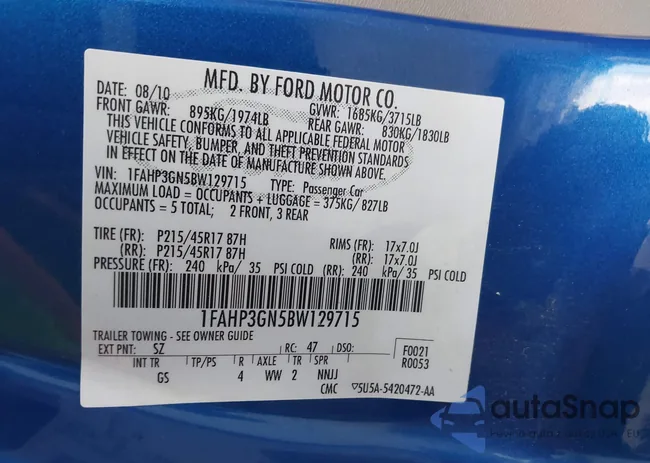 MFD. BY FORD MOTOR CO.
DATE: 08/10 GVWR: 1685KG/3715LB
FRONT GAWR: 895KG/1974LB REAR GAWR: 830KG/1830LB
THIS VEHICLE CONFORMS TO ALL APPLICABLE FEDERAL MOTOR
VEHICLE SAFETY, BUMPER, AND THEFT PREVENTION STANDARDS
IN EFFECT ON THE DATE OF MANUFACTURE SHOWN ABOVE.
VIN: 1FAHP3GN5BW129715 TYPE: Passenger Car
MAXIMUM LOAD = OCCUPANTS + LUGGAGE = 375KG/827LB
OCCUPANTS = 5 TOTAL; 2 FRONT, 3 REAR
TIRE (FR): P215/45R17 87H RIMS (FR): 17x7.0J
(RR): P215/45R17 87H (RR): 17x7.0J
PRESSURE (FR): 240 kPa/ 35 PSI COLD (RR): 240 kPa/ 35 PSI COLD
1FAHP3GN5BW129715
TRAILER TOWING - SEE OWNER GUIDE
EXT PNT: SZ RC: 47 DSO: F0021
R0053
INT TR TP/PS R AXLE TR SPR
GS 4 WW 2 NNJJ
CMC 5U5A-5420472-AA
autaSnap